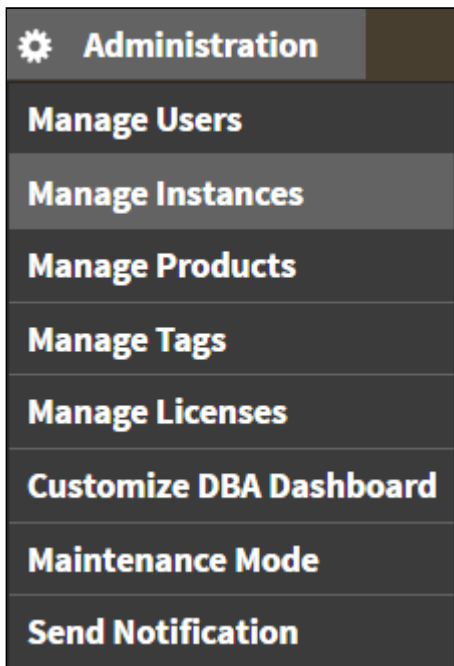 Administration
Manage Users
Manage Instances
Manage Products
Manage Tags
Manage Licenses
Customize DBA Dashboard
Maintenance Mode
Send Notification